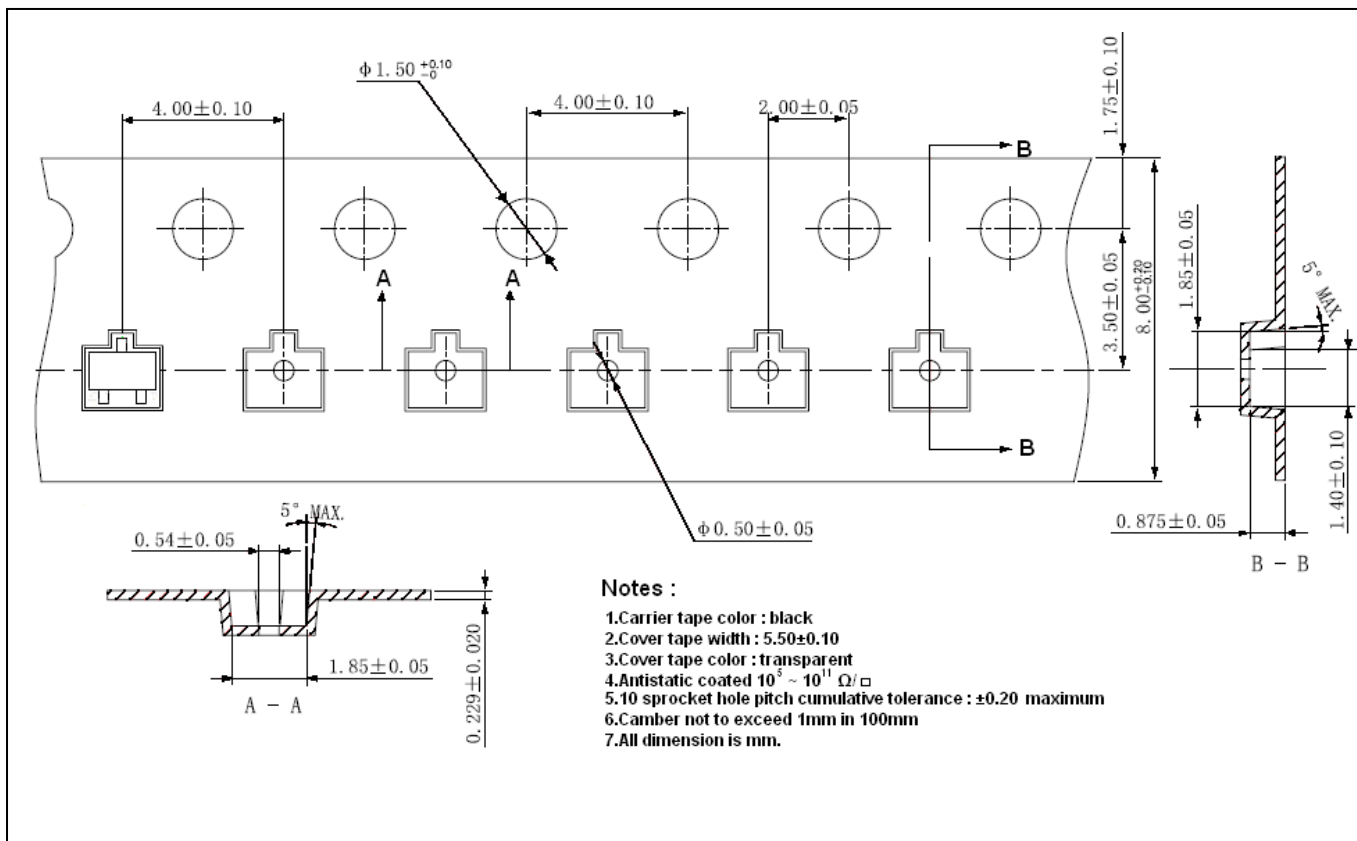 φ1.50 +0.10 -0
4.00±0.10
4.00±0.10
2.00±0.05
1.75±0.10
B
A
A
3.50±0.05
8.00 +0.20 -0.10
1.85±0.05
5° MAX.
B
φ0.50±0.05
1.40±0.10
0.875±0.05
B - B
5° MAX.
0.54±0.05
1.85±0.05
0.229±0.020
A - A
Notes :
1.Carrier tape color : black
2.Cover tape width : 5.50±0.10
3.Cover tape color : transparent
4.Antistatic coated 10⁵ ~ 10¹¹ Ω/□
5.10 sprocket hole pitch cumulative tolerance : ±0.20 maximum
6.Camber not to exceed 1mm in 100mm
7.All dimension is mm.